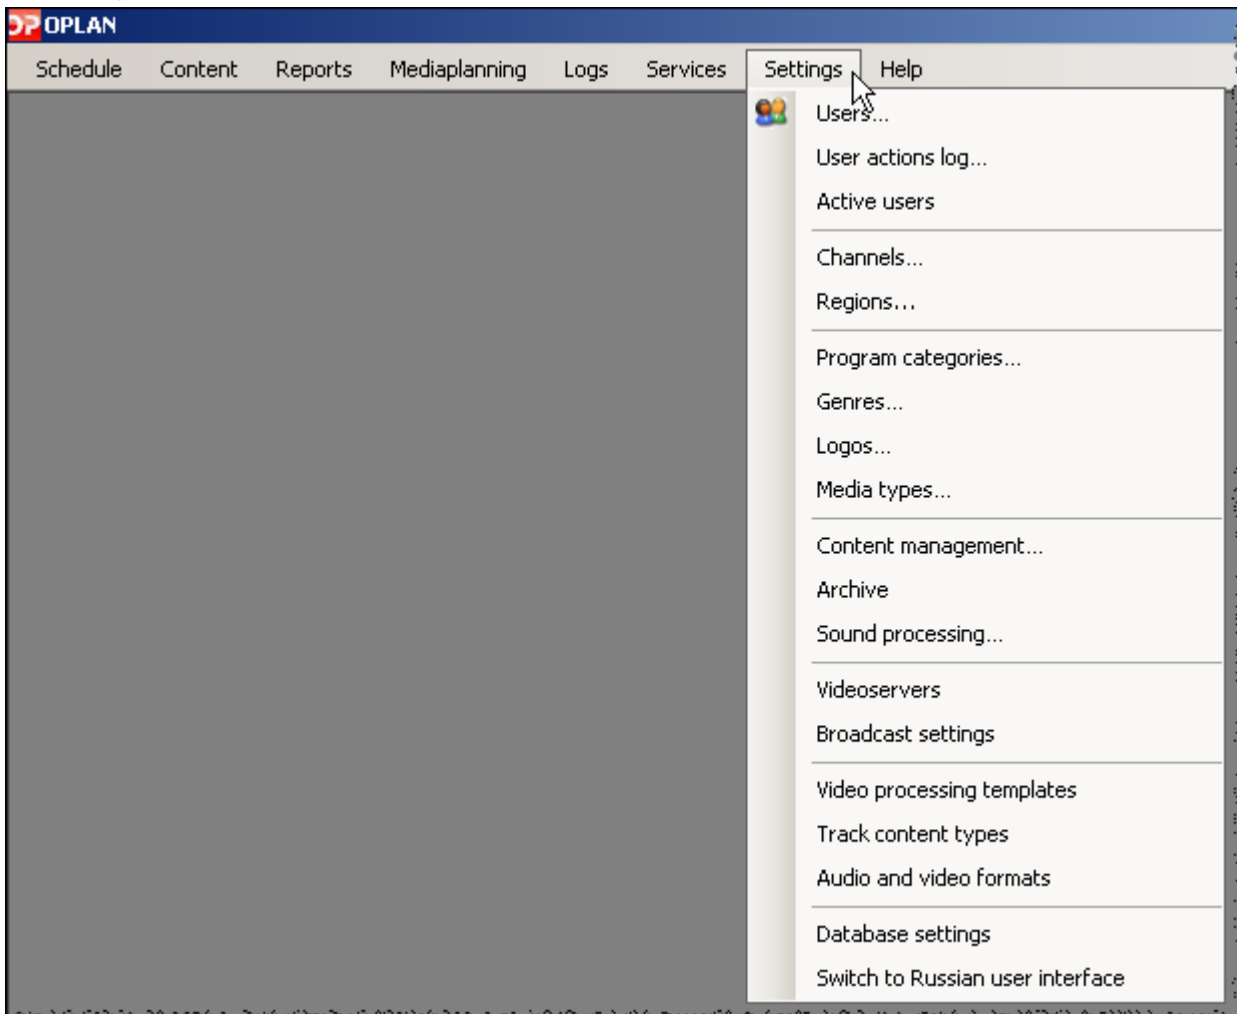 OP OPLAN
Schedule Content Reports Mediaplanning Logs Services Settings Help
Users...
User actions log...
Active users
Channels...
Regions...
Program categories...
Genres...
Logos...
Media types...
Content management...
Archive
Sound processing...
Videoservers
Broadcast settings
Video processing templates
Track content types
Audio and video formats
Database settings
Switch to Russian user interface